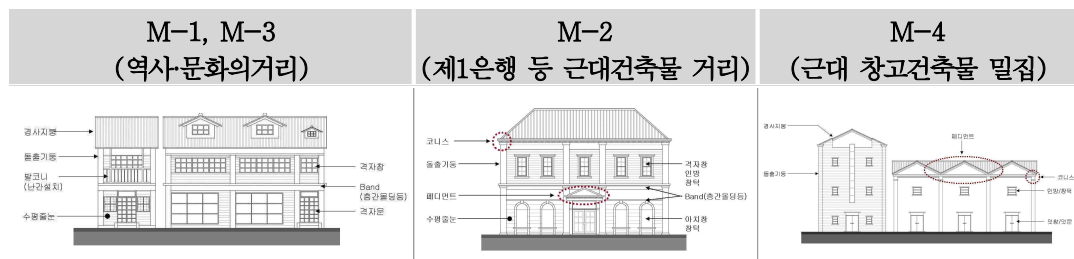 M-1, M-3
(역사·문화의거리)
M-2
(제1은행 등 근대건축물 거리)
M-4
(근대 창고건축물 밀집)
경사지붕
돌출기둥
발코니
(난간설치)
수평줄눈
격자창
Band
(층간몰딩등)
격자문
코니스
돌출기둥
페디먼트
수평줄눈
격자창
인방
창턱
Band(층간몰딩등)
아치창
창턱
경사지붕
돌출기둥
페디먼트
코니스
인방/창턱